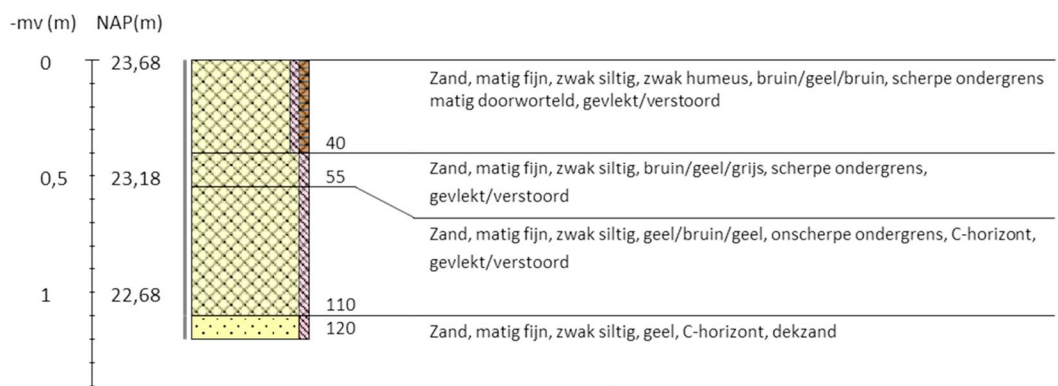 -mv (m) NAP(m)
0 23,68
Zand, matig fijn, zwak siltig, zwak humeus, bruin/geel/bruin, scherpe ondergrens
matig doorworteld, gevlekt/verstoord
40
Zand, matig fijn, zwak siltig, bruin/geel/grijs, scherpe ondergrens,
0,5 23,18 55
gevlekt/verstoord
Zand, matig fijn, zwak siltig, geel/bruin/geel, onscherpe ondergrens, C-horizont,
gevlekt/verstoord
1 22,68
110
120 Zand, matig fijn, zwak siltig, geel, C-horizont, dekzand